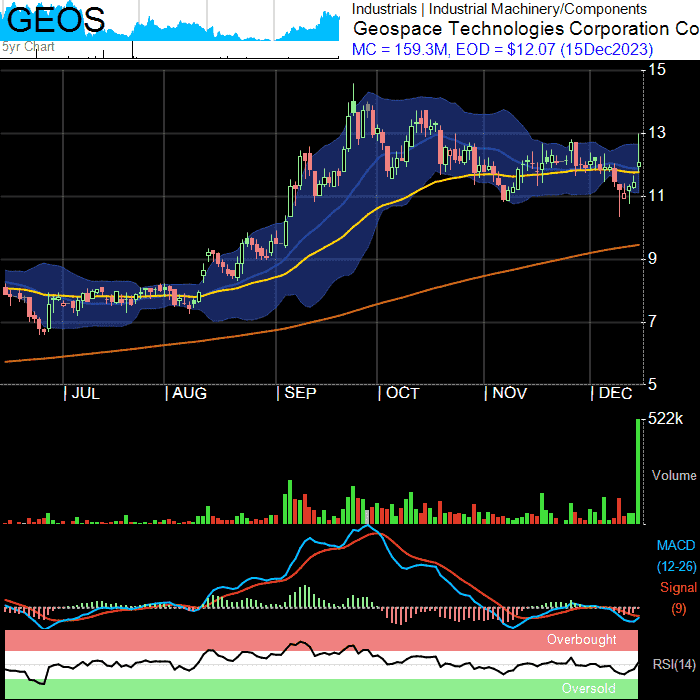 GEOS
5yr Chart
Industrials | Industrial Machinery/Components
Geospace Technologies Corporation Co
MC = 159.3M, EOD = $12.07 (15Dec2023)
15
13
11
9
7
5
| JUL | AUG | SEP | OCT | NOV | DEC
522k
Volume
MACD
(12-26)
Signal
(9)
Overbought
RSI(14)
Oversold